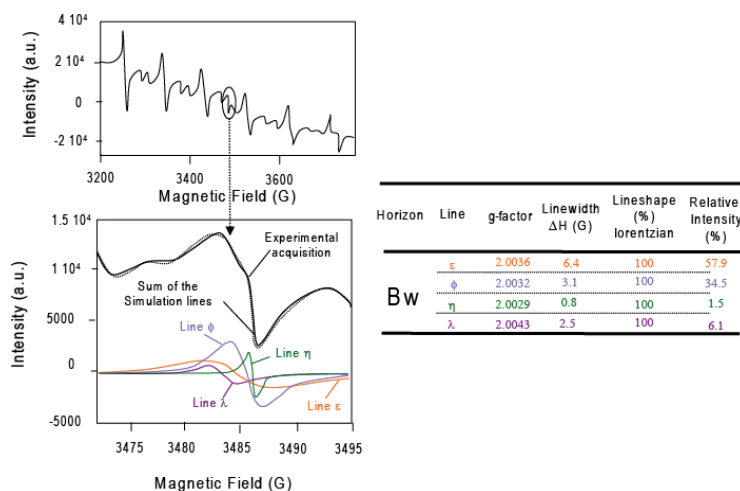 4 10⁴
2 10⁴
0
-2 10⁴
Intensity (a.u.)
3200
3400
3600
Magnetic Field (G)
1.5 10⁴
1 10⁴
5000
0
-5000
Intensity (a.u.)
Experimental acquisition
Sum of the
Simulation lines
Line ϕ
Line η
Line λ
Line ε
3475
3480
3485
3490
3495
Magnetic Field (G)
Horizon Line g-factor Linewidth ΔH (G) Lineshape (%) lorentzian Relative Intensity (%)
Bw
ε 2.0036 6.4 100 57.9
ϕ 2.0032 3.1 100 34.5
η 2.0029 0.8 100 1.5
λ 2.0043 2.5 100 6.1